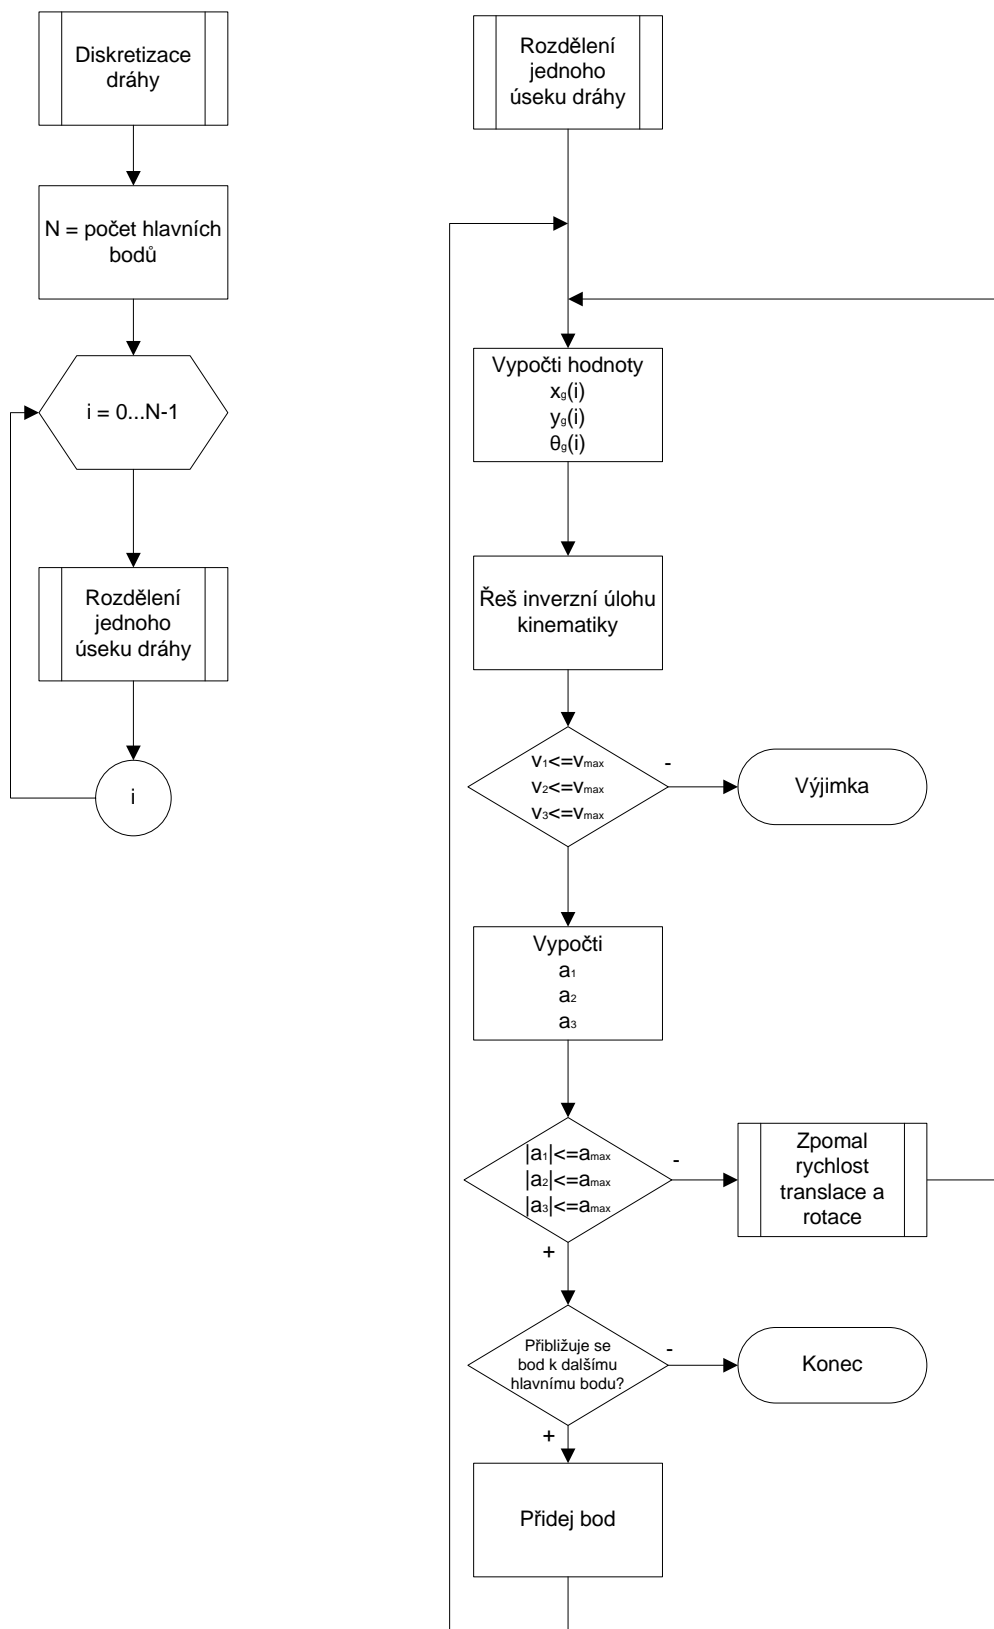 Diskretizace
dráhy
N = počet hlavních
bodů
i = 0...N-1
Rozdělení
jednoho
úseku dráhy
i
Rozdělení
jednoho
úseku dráhy
Vypočti hodnoty
xg(i)
yg(i)
θg(i)
Řeš inverzní úlohu
kinematiky
v₁<=vmax
v₂<=vmax
v₃<=vmax
-
Výjimka
Vypočti
a₁
a₂
a₃
|a₁|<=amax
|a₂|<=amax
|a₃|<=amax
-
Zpomal
rychlost
translace a
rotace
+
Přibližuje se
bod k dalšímu
hlavnímu bodu?
-
Konec
+
Přidej bod